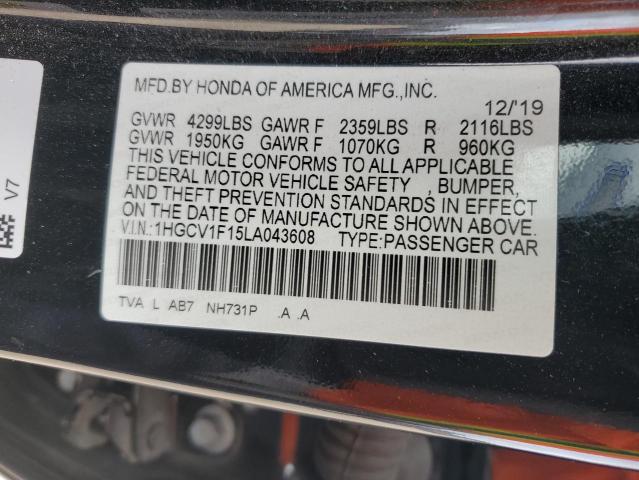 MFD.BY HONDA OF AMERICA MFG.,INC.
12/'19
GVWR 4299LBS GAWR F 2359LBS R 2116LBS
GVWR 1950KG GAWR F 1070KG R 960KG
THIS VEHICLE CONFORMS TO ALL APPLICABLE
FEDERAL MOTOR VEHICLE SAFETY , BUMPER,
AND THEFT PREVENTION STANDARDS IN EFFECT
ON THE DATE OF MANUFACTURE SHOWN ABOVE.
V.I.N.:1HGCV1F15LA043608 TYPE:PASSENGER CAR
TVA L AB7 NH731P .A .A
V7